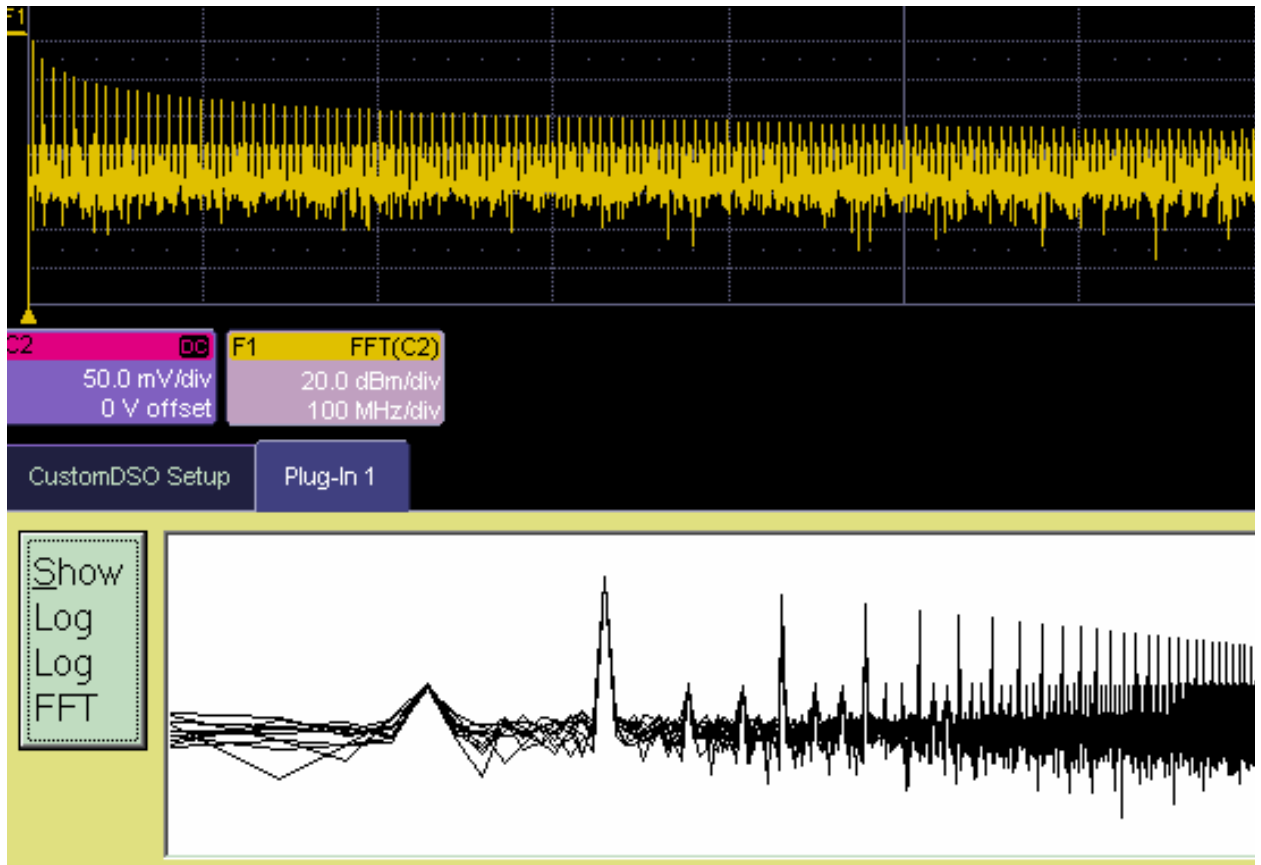 F1
C2 DC
50.0 mV/div
0 V offset
F1 FFT(C2)
20.0 dBm/div
100 MHz/div
CustomDSO Setup
Plug-In 1
Show
Log
Log
FFT